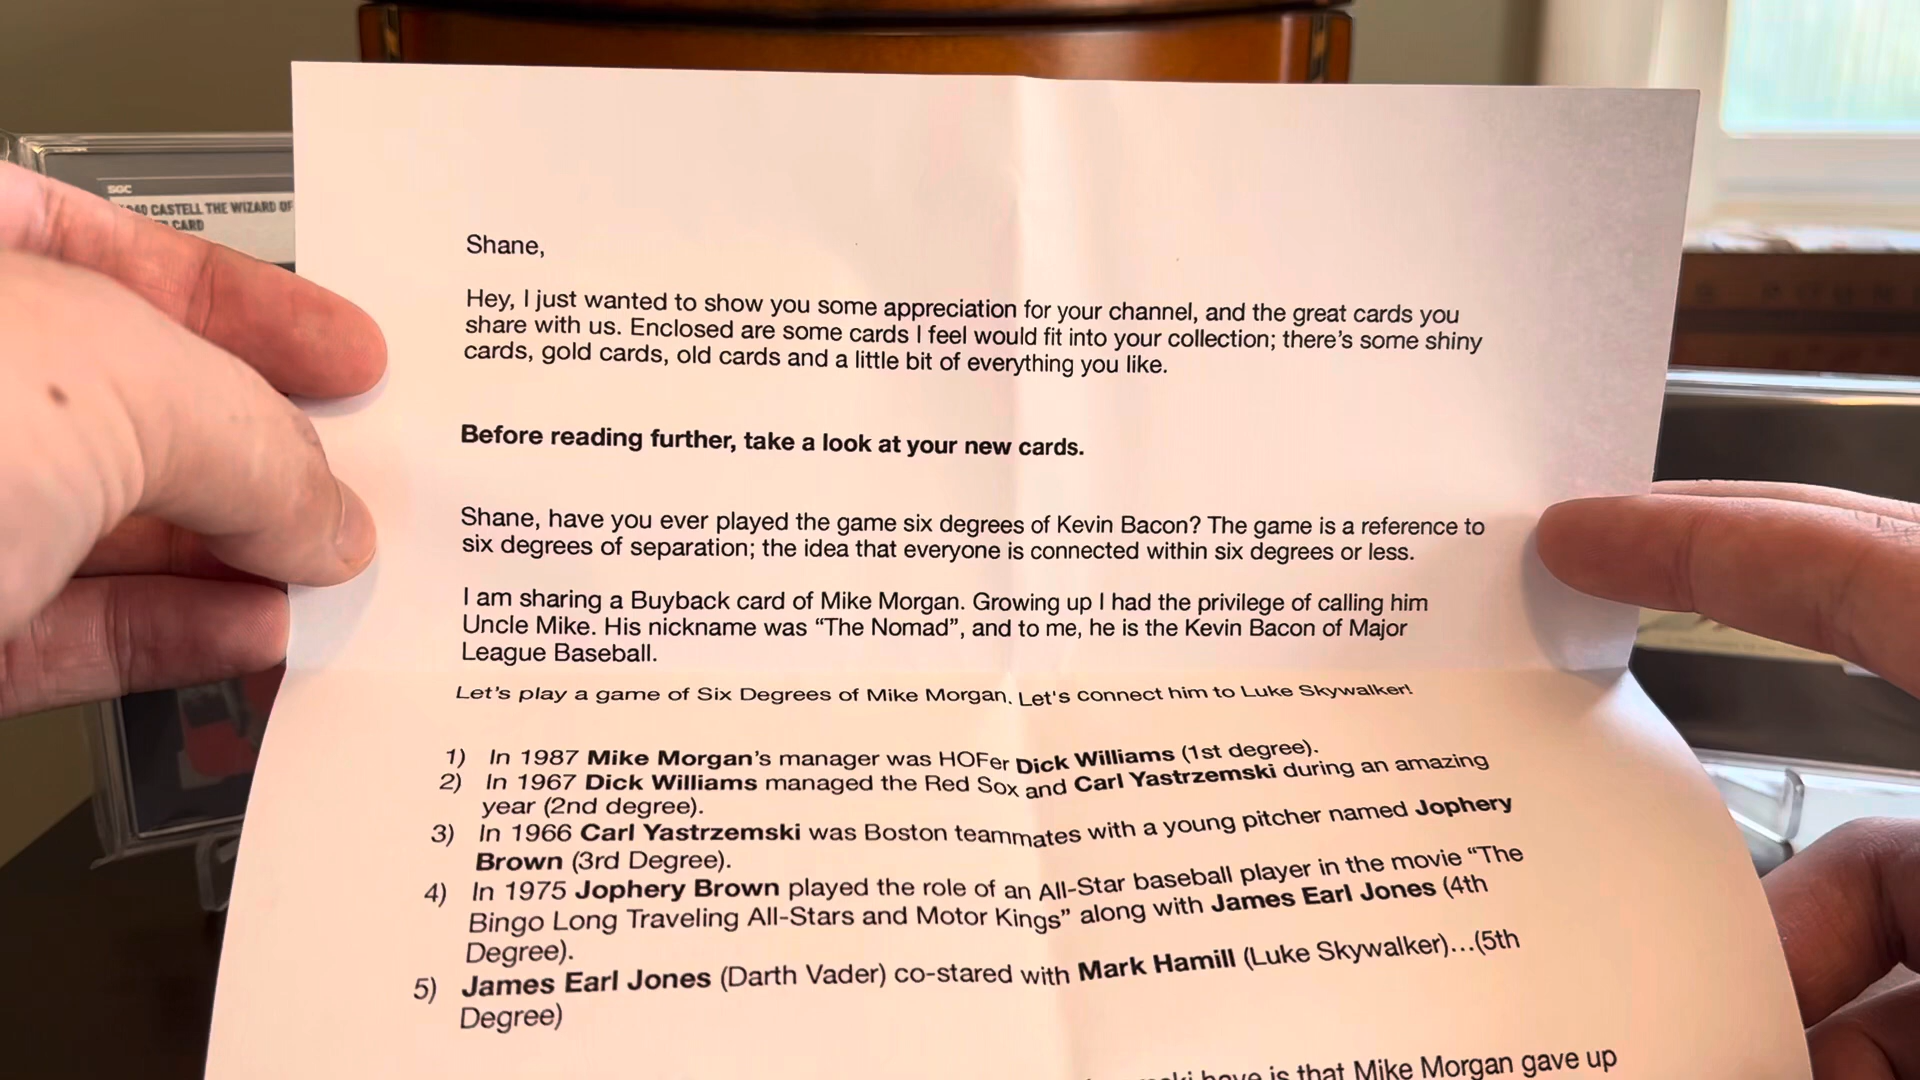 SGC
40 CASTELL THE WIZARD OF
CARD
Shane,
Hey, I just wanted to show you some appreciation for your channel, and the great cards you
share with us. Enclosed are some cards I feel would fit into your collection; there's some shiny
cards, gold cards, old cards and a little bit of everything you like.
Before reading further, take a look at your new cards.
Shane, have you ever played the game six degrees of Kevin Bacon? The game is a reference to
six degrees of separation; the idea that everyone is connected within six degrees or less.
I am sharing a Buyback card of Mike Morgan. Growing up I had the privilege of calling him
Uncle Mike. His nickname was “The Nomad”, and to me, he is the Kevin Bacon of Major
League Baseball.
Let's play a game of Six Degrees of Mike Morgan. Let's connect him to Luke Skywalker!
1) In 1987 Mike Morgan's manager was HOFer Dick Williams (1st degree).
2) In 1967 Dick Williams managed the Red Sox and Carl Yastrzemski during an amazing
year (2nd degree).
3) In 1966 Carl Yastrzemski was Boston teammates with a young pitcher named Jophery
Brown (3rd Degree).
4) In 1975 Jophery Brown played the role of an All-Star baseball player in the movie “The
Bingo Long Traveling All-Stars and Motor Kings” along with James Earl Jones (4th
Degree).
5) James Earl Jones (Darth Vader) co-stared with Mark Hamill (Luke Skywalker)...(5th
Degree)
have is that Mike Morgan gave up